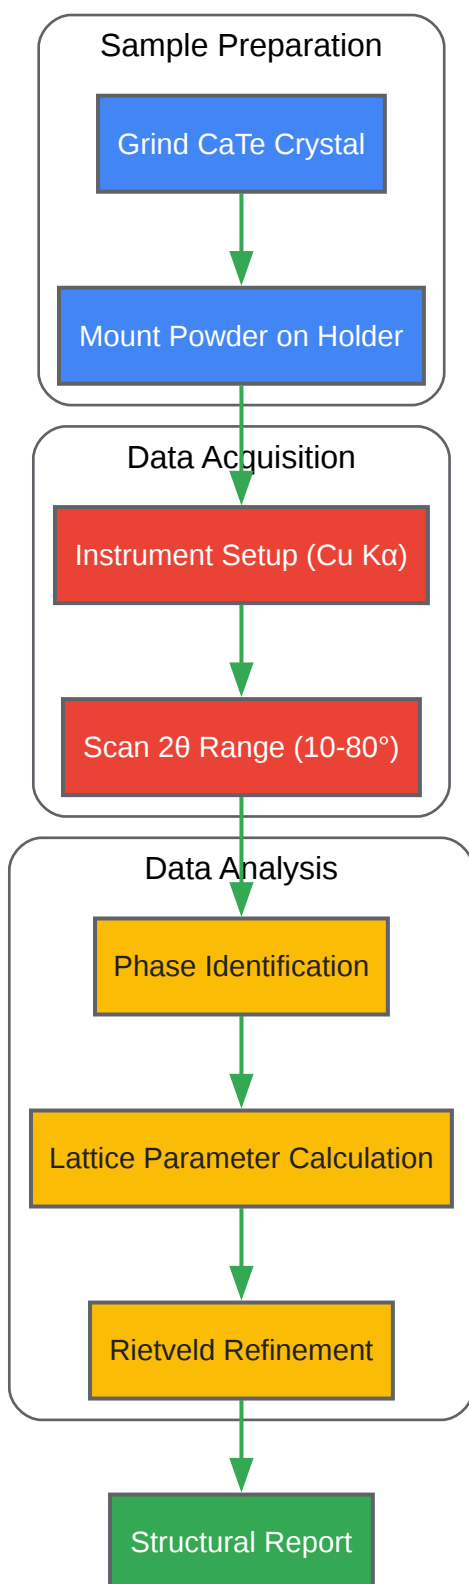 Sample Preparation
Grind CaTe Crystal
Mount Powder on Holder
Data Acquisition
Instrument Setup (Cu Kα)
Scan 2θ Range (10-80°)
Data Analysis
Phase Identification
Lattice Parameter Calculation
Rietveld Refinement
Structural Report